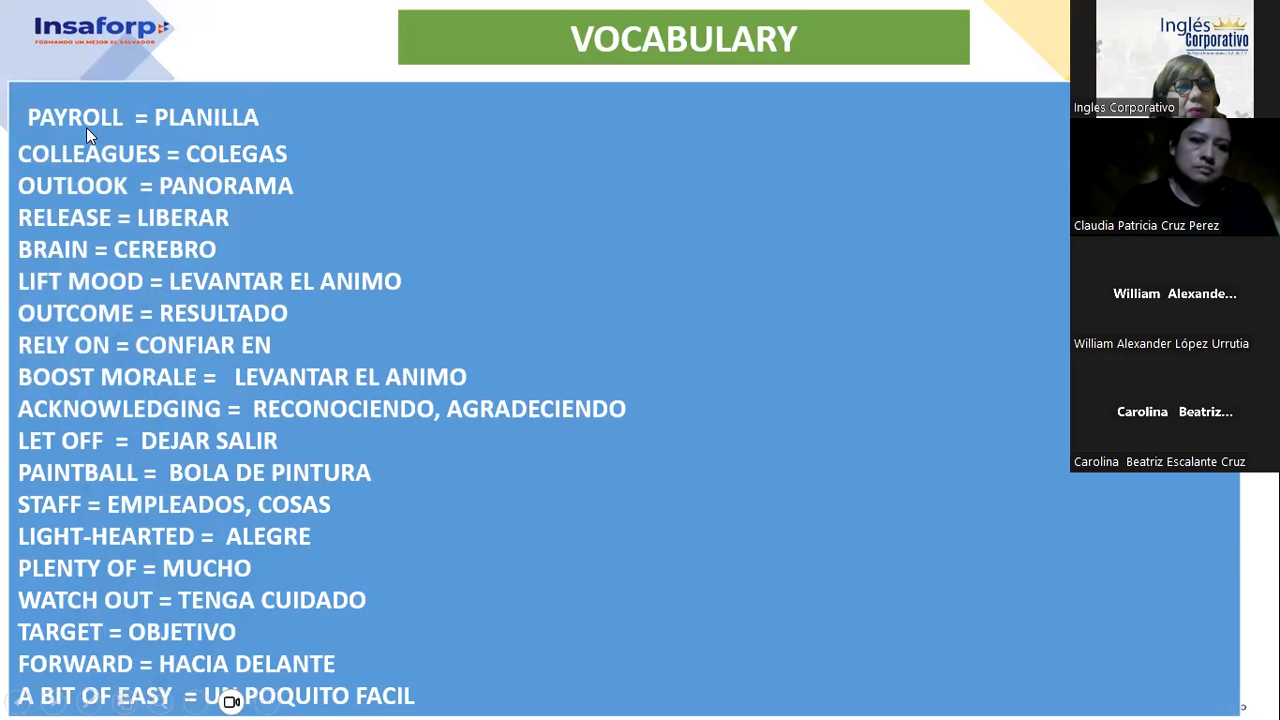 Insaforp
FORMANDO UN MEJOR EL SALVADOR
VOCABULARY
PAYROLL = PLANILLA
COLLEAGUES = COLEGAS
OUTLOOK = PANORAMA
RELEASE = LIBERAR
BRAIN = CEREBRO
LIFT MOOD = LEVANTAR EL ANIMO
OUTCOME = RESULTADO
RELY ON = CONFIAR EN
BOOST MORALE = LEVANTAR EL ANIMO
ACKNOWLEDGING = RECONOCIENDO, AGRADECIENDO
LET OFF = DEJAR SALIR
PAINTBALL = BOLA DE PINTURA
STAFF = EMPLEADOS, COSAS
LIGHT-HEARTED = ALEGRE
PLENTY OF = MUCHO
WATCH OUT = TENGA CUIDADO
TARGET = OBJETIVO
FORWARD = HACIA DELANTE
A BIT OF EASY = UN POQUITO FACIL
Inglés
Corporativo
Ingles Corporativo
Claudia Patricia Cruz Perez
William Alexande...
William Alexander López Urrutia
Carolina Beatriz...
Carolina Beatriz Escalante Cruz